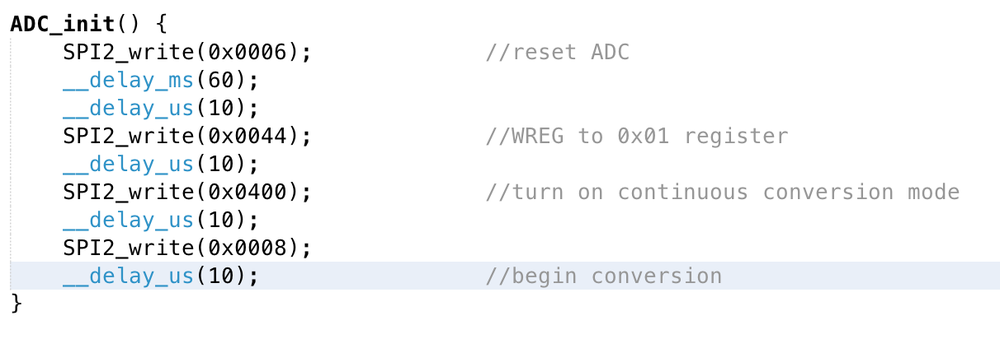 ADC_init() {
SPI2_write(0x0006); //reset ADC
__delay_ms(60);
__delay_us(10);
SPI2_write(0x0044); //WREG to 0x01 register
__delay_us(10);
SPI2_write(0x0400); //turn on continuous conversion mode
__delay_us(10);
SPI2_write(0x0008);
__delay_us(10); //begin conversion
}